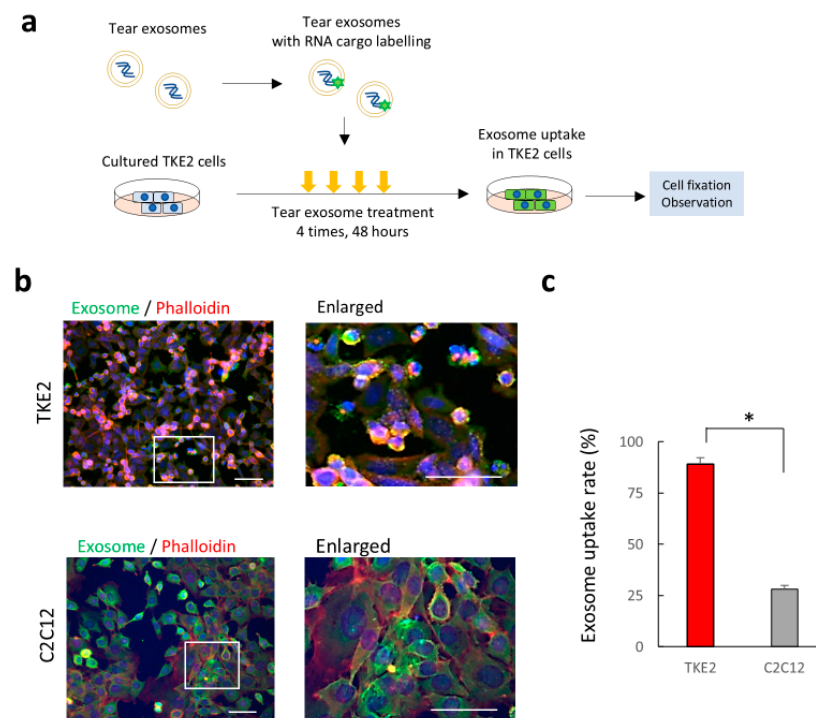 a
Tear exosomes
Tear exosomes
with RNA cargo labelling
Cultured TKE2 cells
Tear exosome treatment
4 times, 48 hours
Exosome uptake
in TKE2 cells
Cell fixation
Observation
b
Exosome / Phalloidin
Enlarged
TKE2
Exosome / Phalloidin
Enlarged
C2C12
c
*
Exosome uptake rate (%)
100
75
50
25
0
TKE2
C2C12